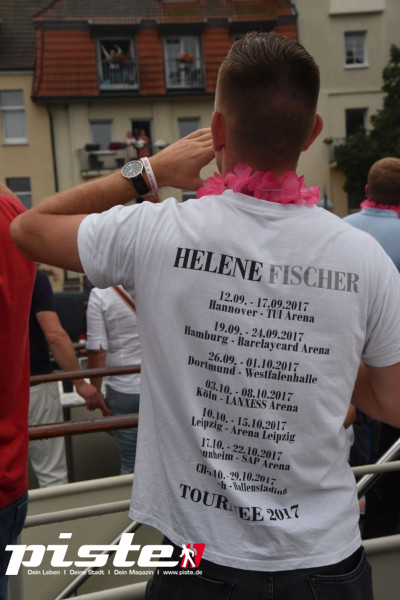 HELENE FISCHER
12.09. - 17.09.2017
Hannover - TUI Arena
19.09. - 24.09.2017
Hamburg - Barclaycard Arena
26.09. - 01.10.2017
Dortmund - Westfalenhalle
03.10. - 08.10.2017
Köln - LANXESS Arena
10.10. - 15.10.2017
Leipzig - Arena Leipzig
17.10. - 22.10.2017
nnheim - SAP Arena
-29.10.2017
- Hallenstadion
2017
piste
Dein Leben I Deine Stadt I Dein Magazin I www.piste.de